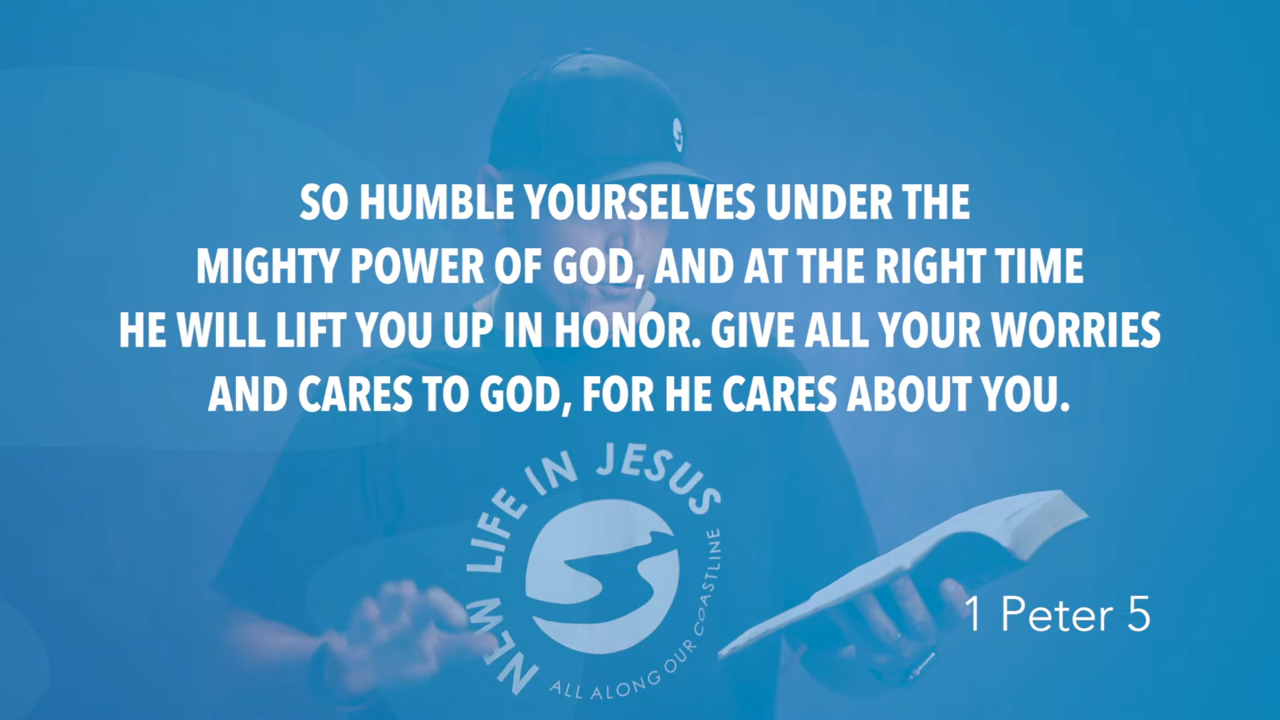 SO HUMBLE YOURSELVES UNDER THE
MIGHTY POWER OF GOD, AND AT THE RIGHT TIME
HE WILL LIFT YOU UP IN HONOR. GIVE ALL YOUR WORRIES
AND CARES TO GOD, FOR HE CARES ABOUT YOU.
NEW LIFE IN JESUS
ALL ALONG OUR COASTLINE
1 Peter 5